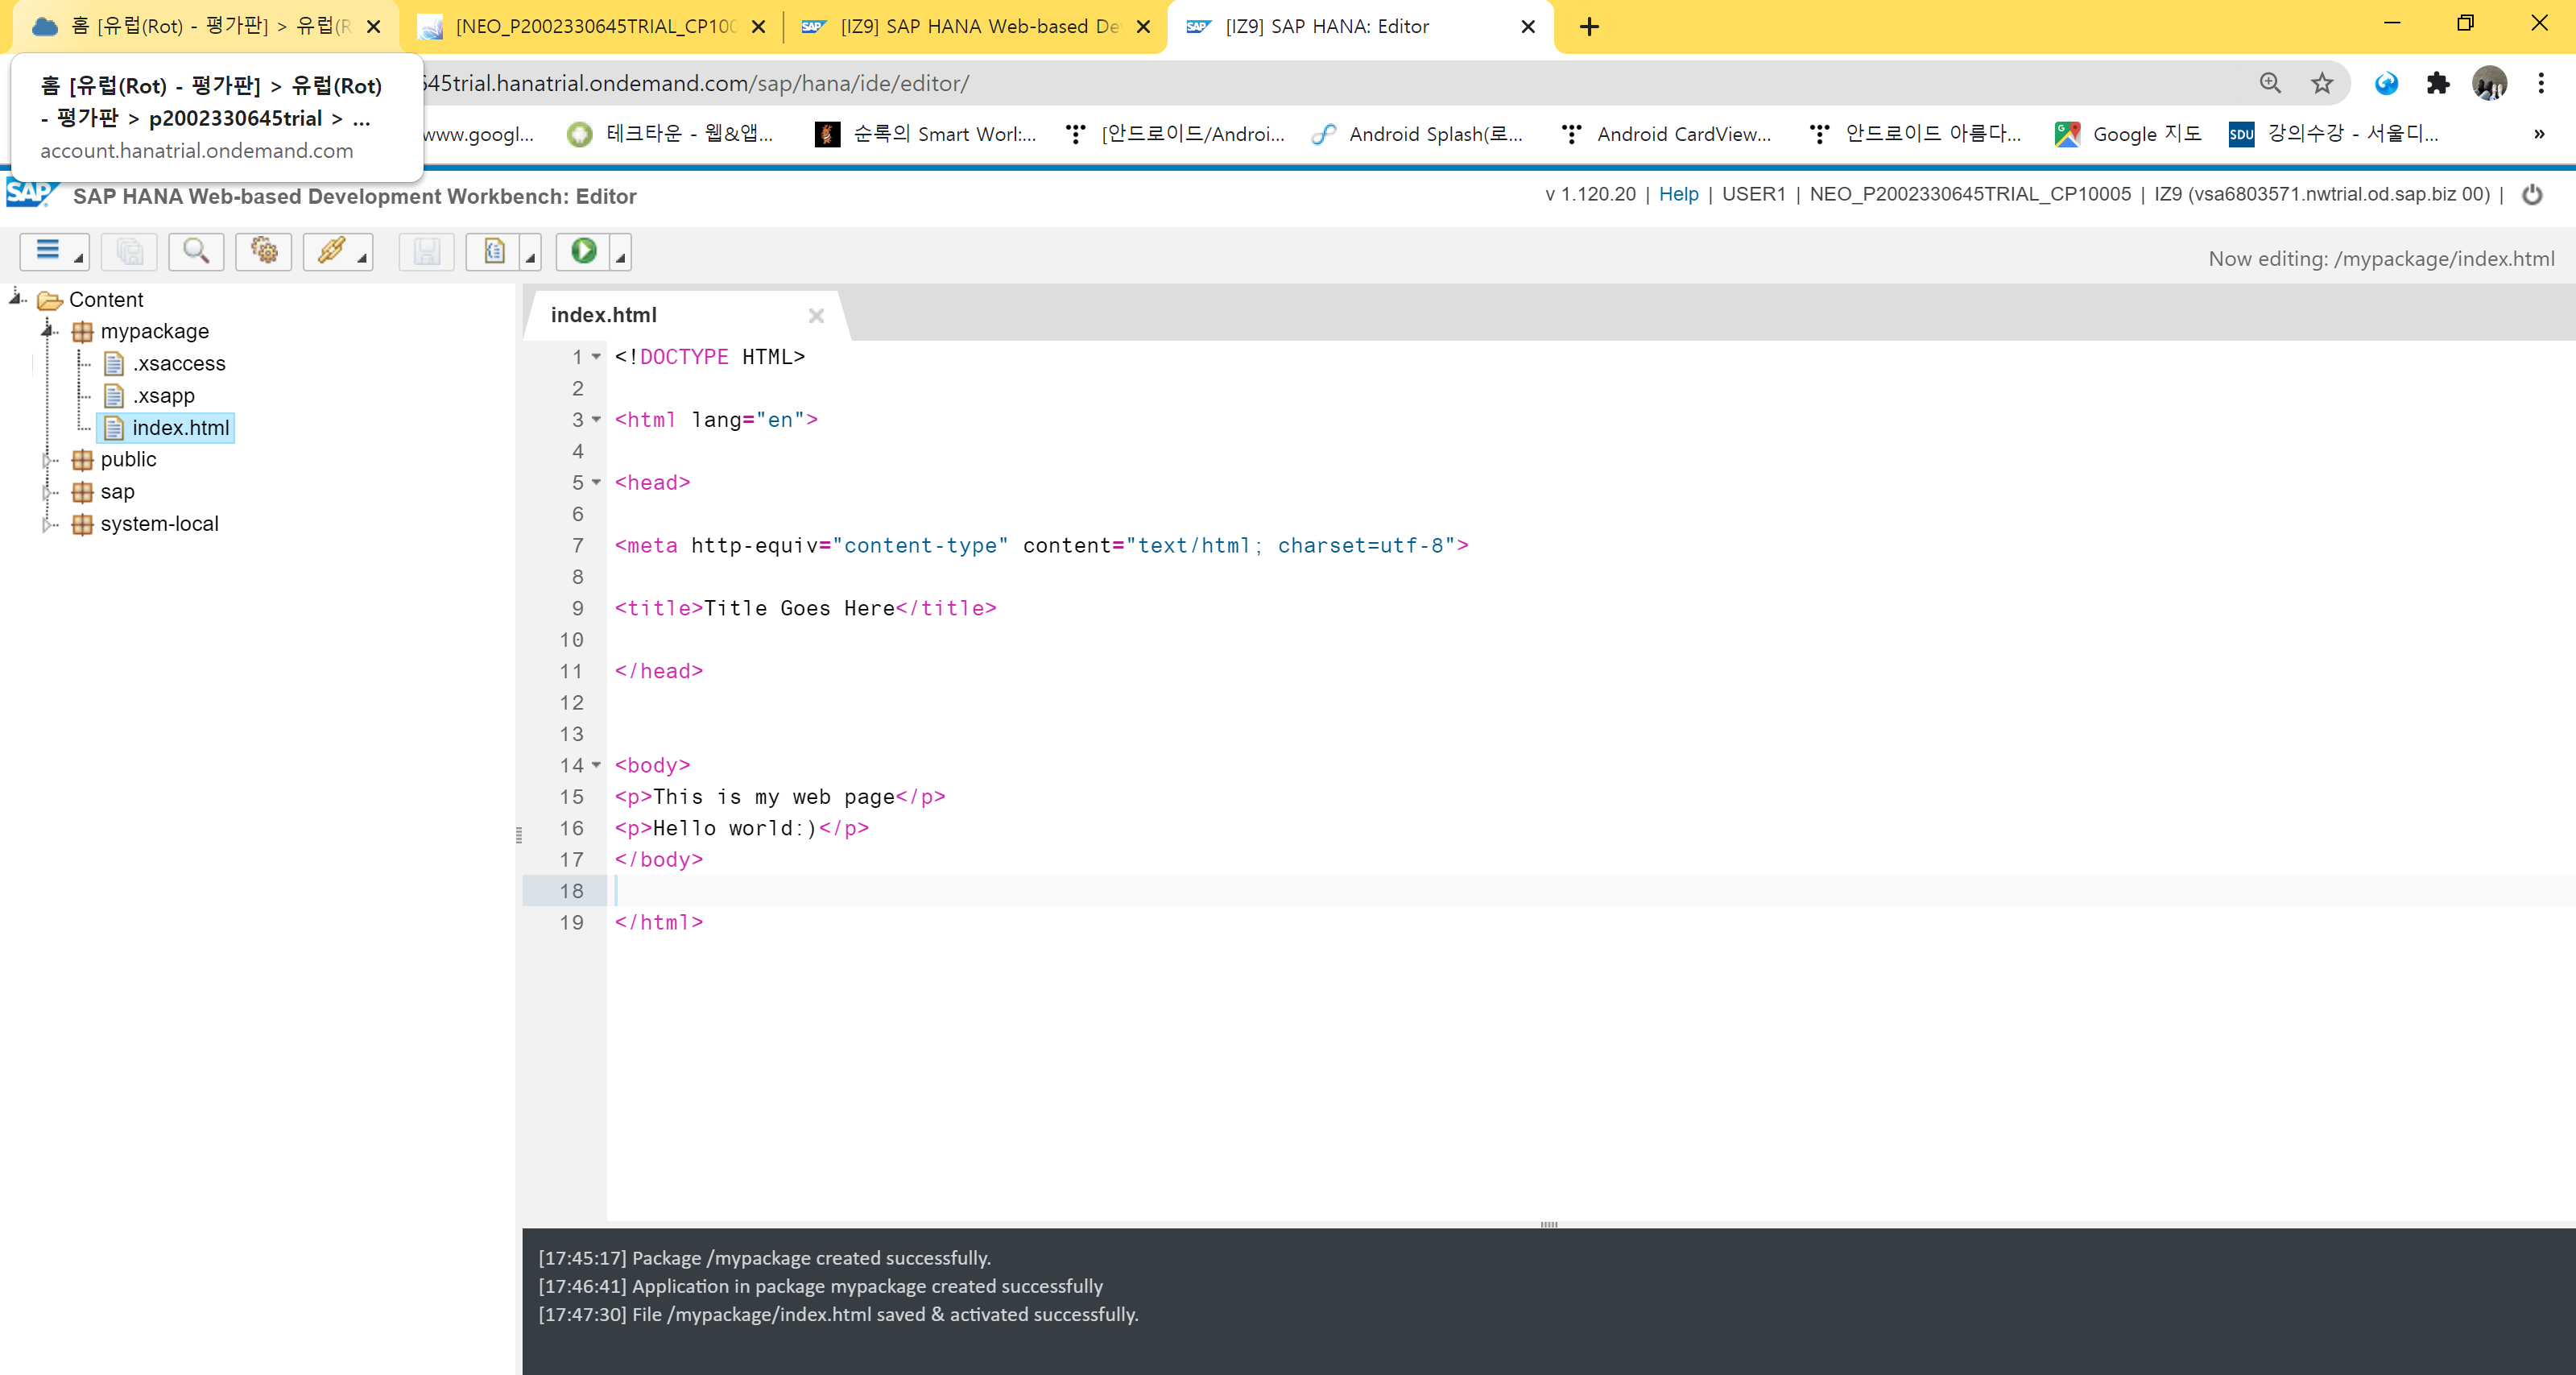 홈 [유럽(Rot) - 평가판] > 유럽(R
[NEO_P2002330645TRIAL_CP100
SAP [IZ9] SAP HANA Web-based De
SAP [IZ9] SAP HANA: Editor
홈 [유럽(Rot) - 평가판] > 유럽(Rot)
- 평가판 > p2002330645trial > ...
account.hanatrial.ondemand.com
645trial.hanatrial.ondemand.com/sap/hana/ide/editor/
www.googl...
테크타운 - 웹&앱...
순록의 Smart Worl:...
[안드로이드/Androi...
Android Splash(로...
Android CardView...
안드로이드 아름다...
Google 지도
SDU 강의수강 - 서울디...
»
SAP SAP HANA Web-based Development Workbench: Editor
v 1.120.20 | Help | USER1 | NEO_P2002330645TRIAL_CP10005 | IZ9 (vsa6803571.nwtrial.od.sap.biz 00) |
Now editing: /mypackage/index.html
Content
mypackage
.xsaccess
.xsapp
index.html
public
sap
system-local
index.html
1 <!DOCTYPE HTML>
2
3 <html lang="en">
4
5 <head>
6
7 <meta http-equiv="content-type" content="text/html; charset=utf-8">
8
9 <title>Title Goes Here</title>
10
11 </head>
12
13
14 <body>
15 <p>This is my web page</p>
16 <p>Hello world:)</p>
17 </body>
18
19 </html>
[17:45:17] Package /mypackage created successfully.
[17:46:41] Application in package mypackage created successfully
[17:47:30] File /mypackage/index.html saved & activated successfully.